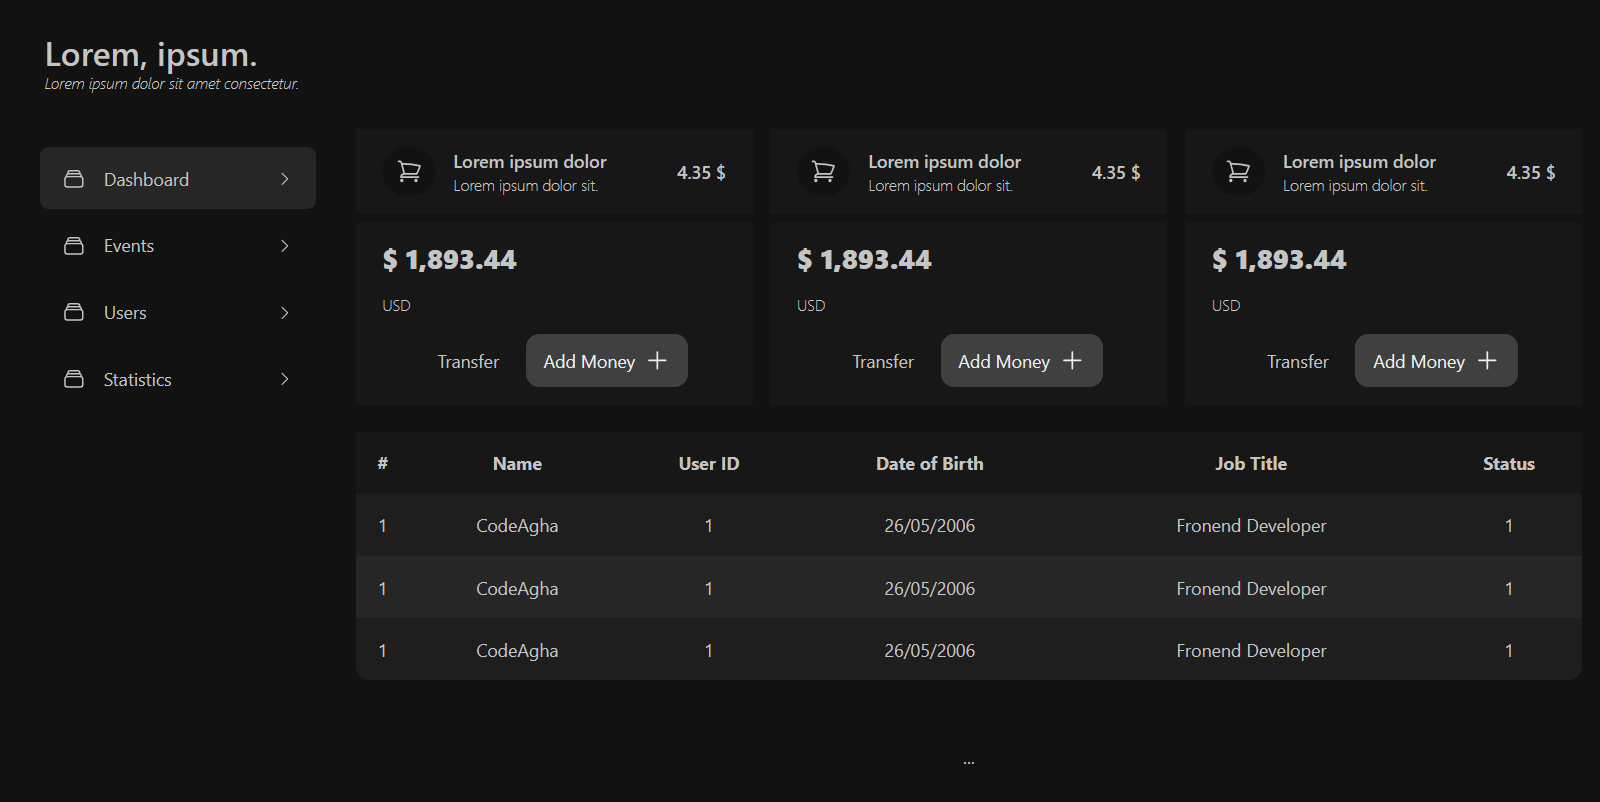 Lorem, ipsum.
Lorem ipsum dolor sit amet consectetur.
Dashboard
Events
Users
Statistics
Lorem ipsum dolor
Lorem ipsum dolor sit.
4.35 $
Lorem ipsum dolor
Lorem ipsum dolor sit.
4.35 $
Lorem ipsum dolor
Lorem ipsum dolor sit.
4.35 $
$ 1,893.44
USD
Transfer Add Money
$ 1,893.44
USD
Transfer Add Money
$ 1,893.44
USD
Transfer Add Money
# Name User ID Date of Birth Job Title Status
1 CodeAgha 1 26/05/2006 Fronend Developer 1
1 CodeAgha 1 26/05/2006 Fronend Developer 1
1 CodeAgha 1 26/05/2006 Fronend Developer 1
...